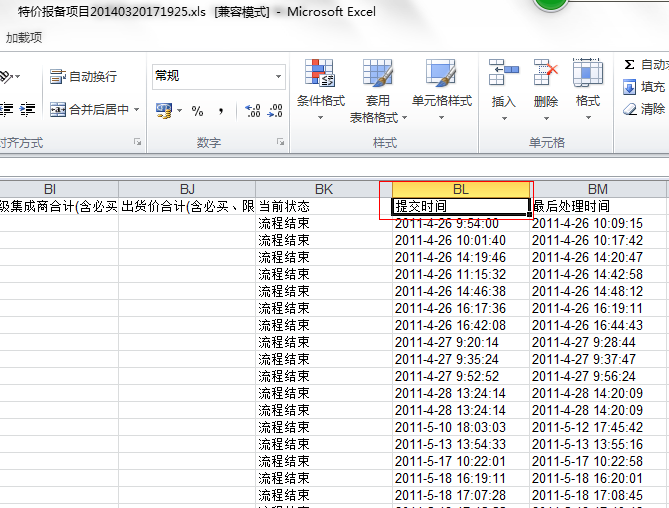 特价报备项目20140320171925.xls [兼容模式] - Microsoft Excel
加载项
自动换行
常规
条件格式
套用
表格格式
单元格样式
插入
删除
格式
Σ 自动
填充
清除
合并后居中
% ,
数字
样式
单元格
BI BJ BK BL BM
级集成商合计(含必买 出货价合计(含必买、限 当前状态 提交时间 最后处理时间
流程结束 2011-4-26 9:54:00 2011-4-26 10:09:15
流程结束 2011-4-26 10:01:40 2011-4-26 10:17:42
流程结束 2011-4-26 14:19:46 2011-4-26 14:20:47
流程结束 2011-4-26 11:15:32 2011-4-26 14:42:58
流程结束 2011-4-26 14:46:38 2011-4-26 14:48:12
流程结束 2011-4-26 16:17:36 2011-4-26 16:19:11
流程结束 2011-4-26 16:42:08 2011-4-26 16:44:43
流程结束 2011-4-27 9:20:14 2011-4-27 9:28:44
流程结束 2011-4-27 9:35:24 2011-4-27 9:37:47
流程结束 2011-4-27 9:52:52 2011-4-27 9:56:24
流程结束 2011-4-28 13:24:14 2011-4-28 14:20:09
流程结束 2011-4-28 13:24:14 2011-4-28 14:20:09
流程结束 2011-5-10 18:03:03 2011-5-12 17:45:42
流程结束 2011-5-13 13:54:33 2011-5-13 13:55:16
流程结束 2011-5-17 10:22:01 2011-5-17 10:22:58
流程结束 2011-5-18 16:19:11 2011-5-18 16:20:01
流程结束 2011-5-18 17:07:28 2011-5-18 17:08:45